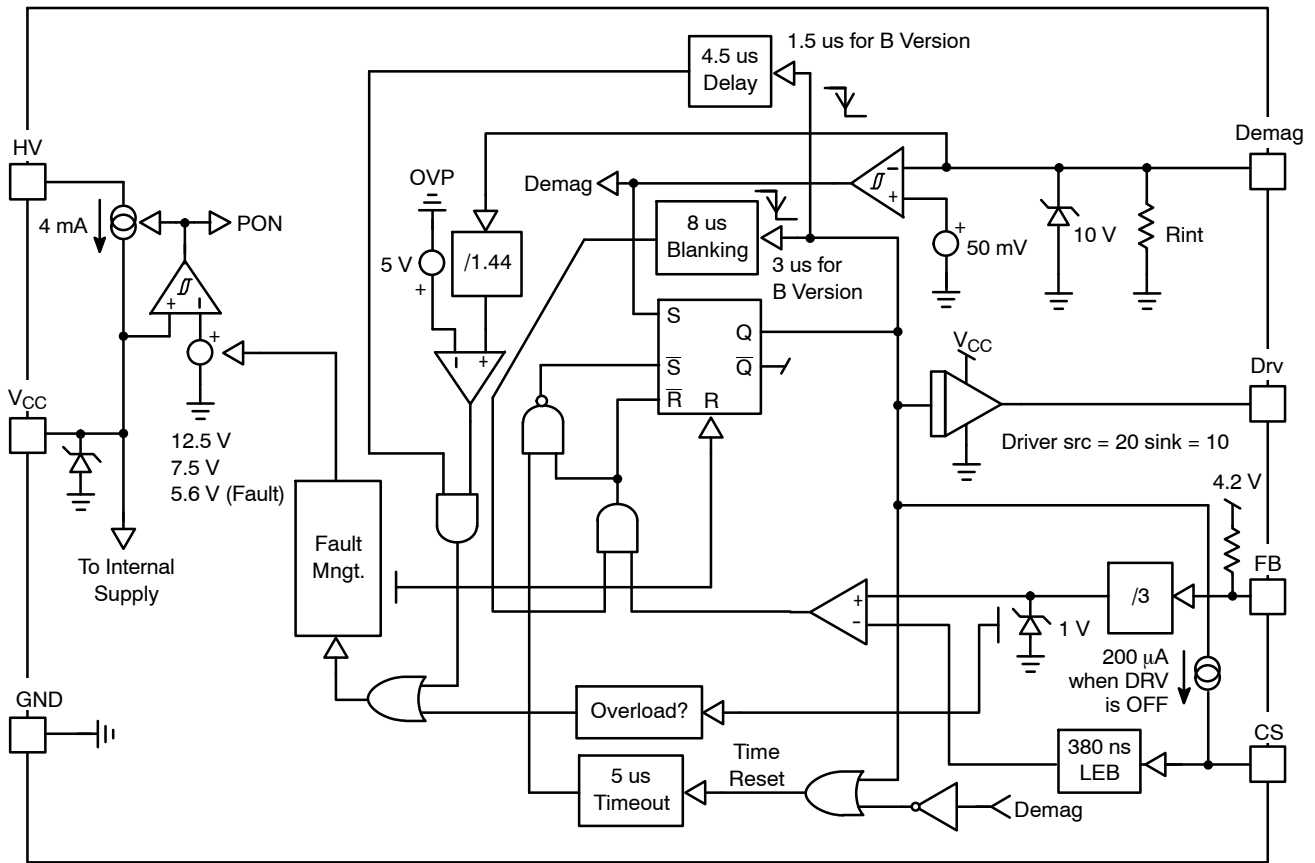 4.5 us
Delay
1.5 us for B Version
HV
Demag
OVP
Demag
4 mA
PON
8 us
Blanking
+
50 mV
10 V
Rint
5 V
+
/1.44
3 us for
B Version
+
S
Q
S
Q
R
R
+
+
VCC
Drv
VCC
12.5 V
7.5 V
5.6 V (Fault)
Driver src = 20 sink = 10
4.2 V
Fault
Mngt.
To Internal
Supply
FB
+
−
/3
1 V
200 µA
when DRV
is OFF
GND
Overload?
CS
380 ns
LEB
Time
Reset
5 us
Timeout
Demag